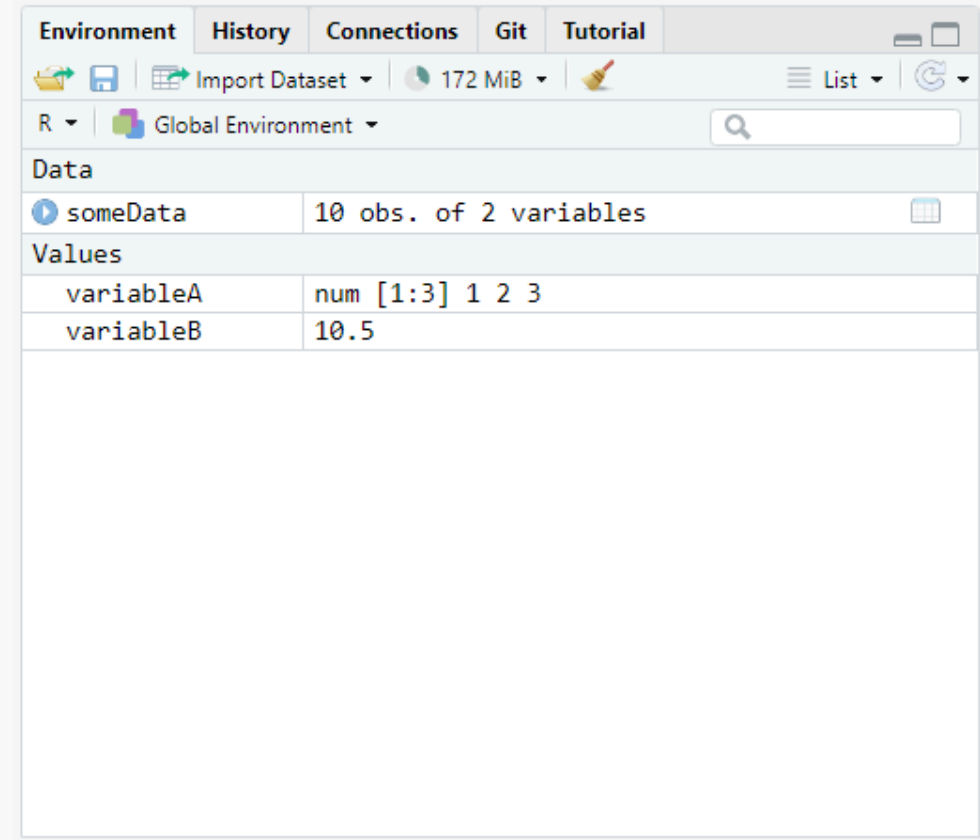 Environment History Connections Git Tutorial
Import Dataset 172 MiB List
R Global Environment
Data
someData 10 obs. of 2 variables
Values
variableA num [1:3] 1 2 3
variableB 10.5